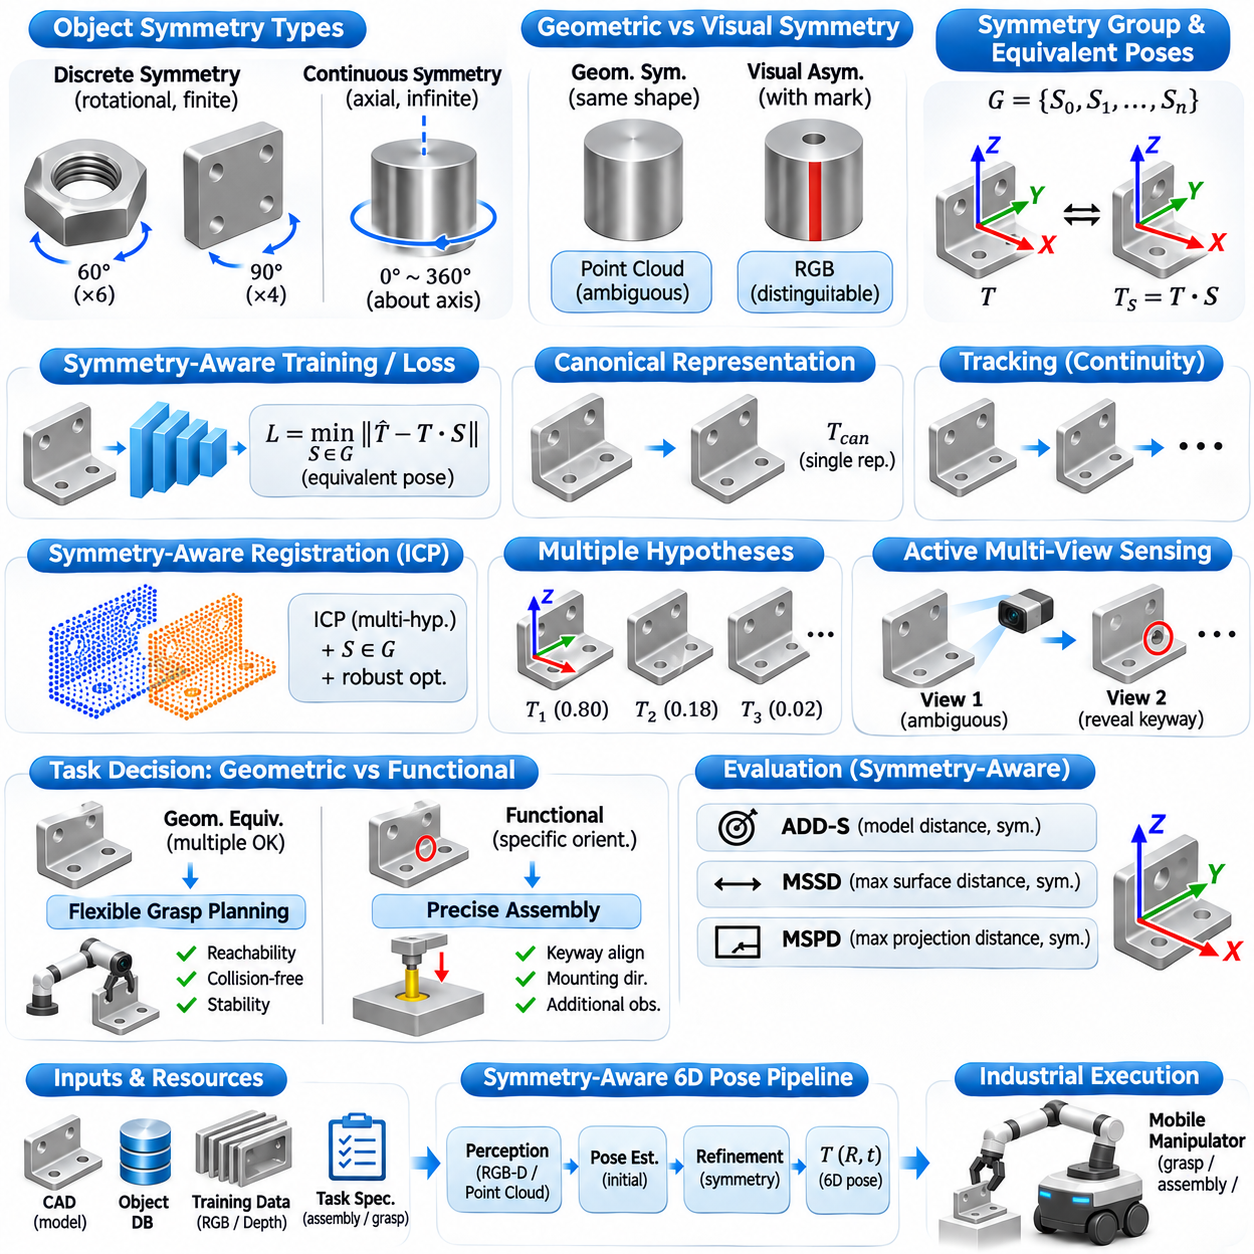 Object Symmetry Types
Discrete Symmetry
(rotational, finite)
60°
(×6)
90°
(×4)
Continuous Symmetry
(axial, infinite)
0° ~ 360°
(about axis)
Geometric vs Visual Symmetry
Geom. Sym.
(same shape)
Point Cloud
(ambiguous)
Visual Asym.
(with mark)
RGB
(distinguitable)
Symmetry Group &
Equivalent Poses
G = {S₀, S₁, ..., Sₙ}
Z
Y
X
T
Z
Y
X
T_S = T · S
Symmetry-Aware Training / Loss
L = min ‖T̂ − T · S‖
S ∈ G
(equivalent pose)
Canonical Representation
T_can
(single rep.)
Tracking (Continuity)
Symmetry-Aware Registration (ICP)
ICP (multi-hyp.)
+ S ∈ G
+ robust opt.
Multiple Hypotheses
Z
T₁ (0.80)
T₂ (0.18)
T₃ (0.02)
...
Active Multi-View Sensing
View 1
(ambiguous)
View 2
(reveal keyway)
Task Decision: Geometric vs Functional
Geom. Equiv.
(multiple OK)
Flexible Grasp Planning
Reachability
Collision-free
Stability
Functional
(specific orient.)
Precise Assembly
Keyway align
Mounting dir.
Additional obs.
Evaluation (Symmetry-Aware)
ADD-S (model distance, sym.)
MSSD (max surface distance, sym.)
MSPD (max projection distance, sym.)
Z
Y
X
Inputs & Resources
CAD
(model)
Object
DB
Training Data
(RGB / Depth)
Task Spec.
(assembly / grasp)
Symmetry-Aware 6D Pose Pipeline
Perception
(RGB-D /
Point Cloud)
Pose Est.
(initial)
Refinement
(symmetry)
T (R, t)
(6D pose)
Industrial Execution
Mobile
Manipulator
(grasp /
assembly /